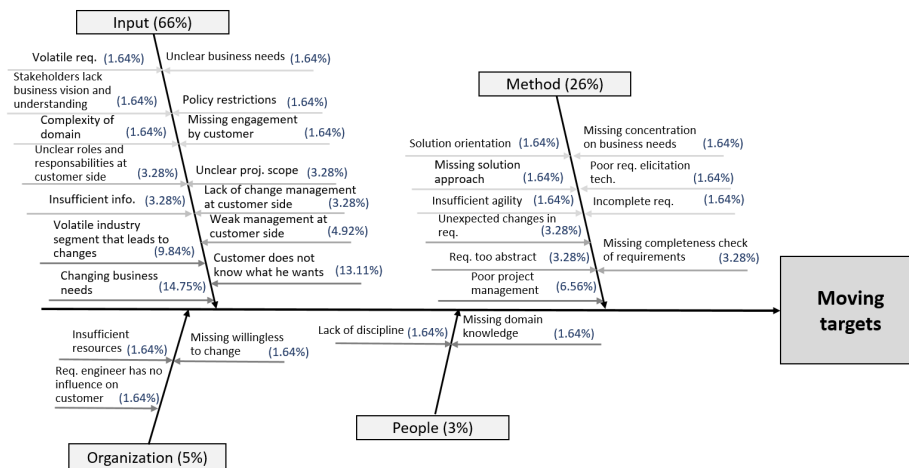 Input (66%)
Volatile req. (1.64%)
Unclear business needs (1.64%)
Stakeholders lack
business vision and
understanding (1.64%)
Policy restrictions (1.64%)
Complexity of
domain (1.64%)
Missing engagement
by customer (1.64%)
Unclear roles and
responsabilities at
customer side (3.28%)
Unclear proj. scope (3.28%)
Insufficient info. (3.28%)
Lack of change management
at customer side (3.28%)
Volatile industry
segment that leads to
changes (9.84%)
Weak management at
customer side (4.92%)
Changing business
needs (14.75%)
Customer does not
know what he wants (13.11%)
Method (26%)
Solution orientation (1.64%)
Missing concentration
on business needs (1.64%)
Missing solution
approach (1.64%)
Poor req. elicitation
tech. (1.64%)
Insufficient agility (1.64%)
Incomplete req. (1.64%)
Unexpected changes in
req. (3.28%)
Req. too abstract (3.28%)
Missing completeness check
of requirements (3.28%)
Poor project
management (6.56%)
Moving
targets
Insufficient
resources (1.64%)
Missing willingless
to change (1.64%)
Req. engineer has no
influence on
customer (1.64%)
Organization (5%)
Lack of discipline (1.64%)
Missing domain
knowledge (1.64%)
People (3%)